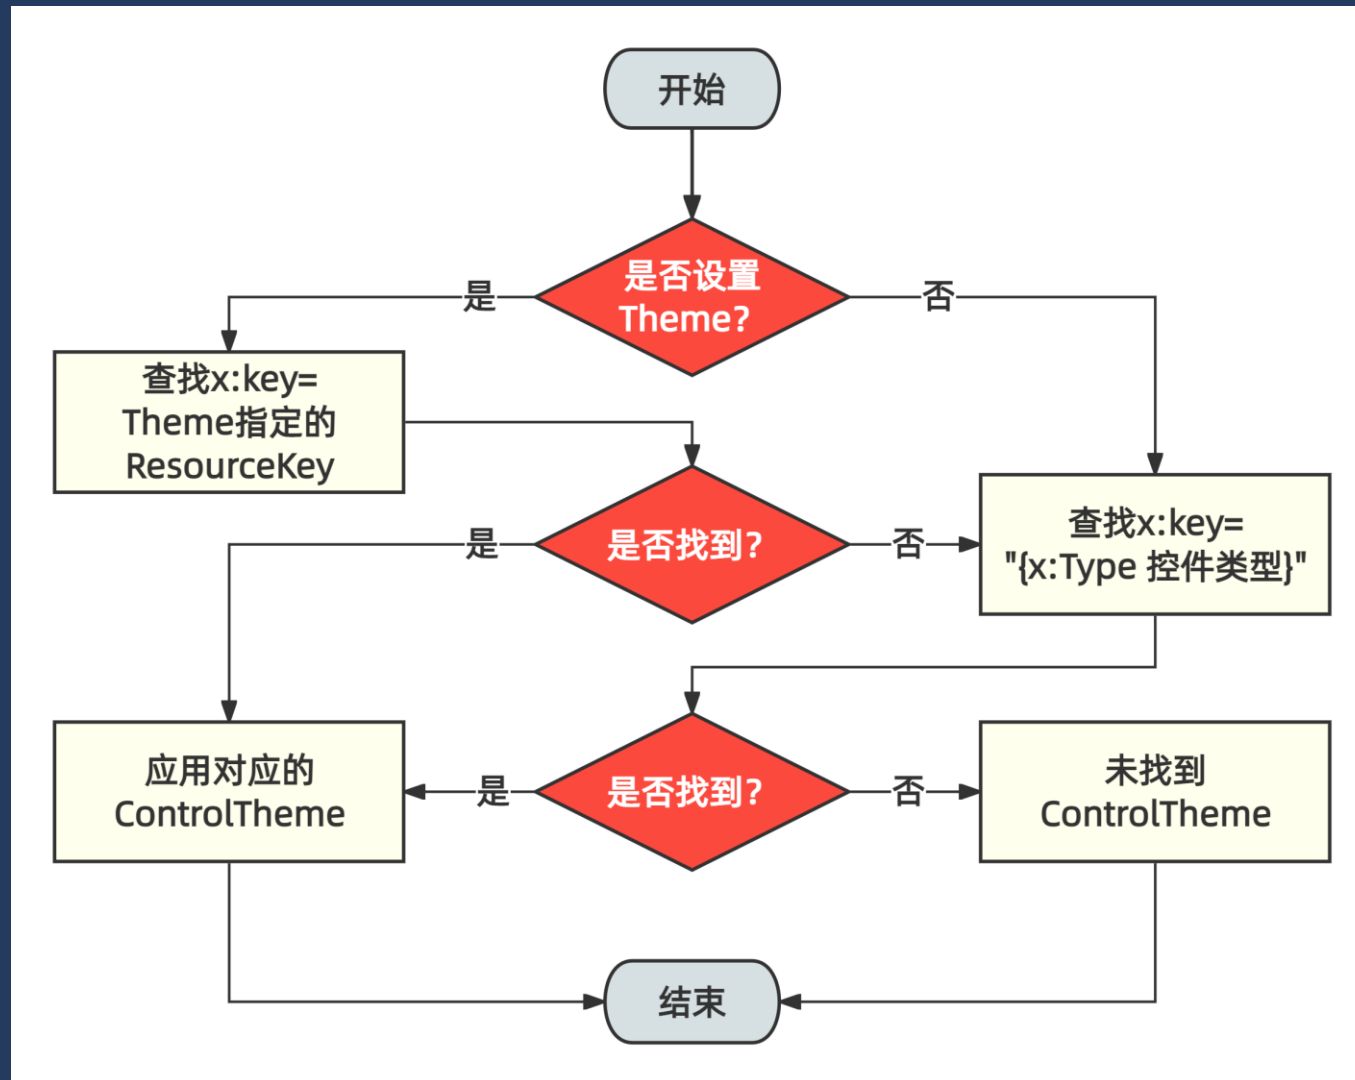 开始
是否设置
Theme?
是
否
查找x:key=
Theme指定的
ResourceKey
是否找到?
是
否
查找x:key=
"{x:Type 控件类型}"
应用对应的
ControlTheme
是
是否找到?
否
未找到
ControlTheme
结束